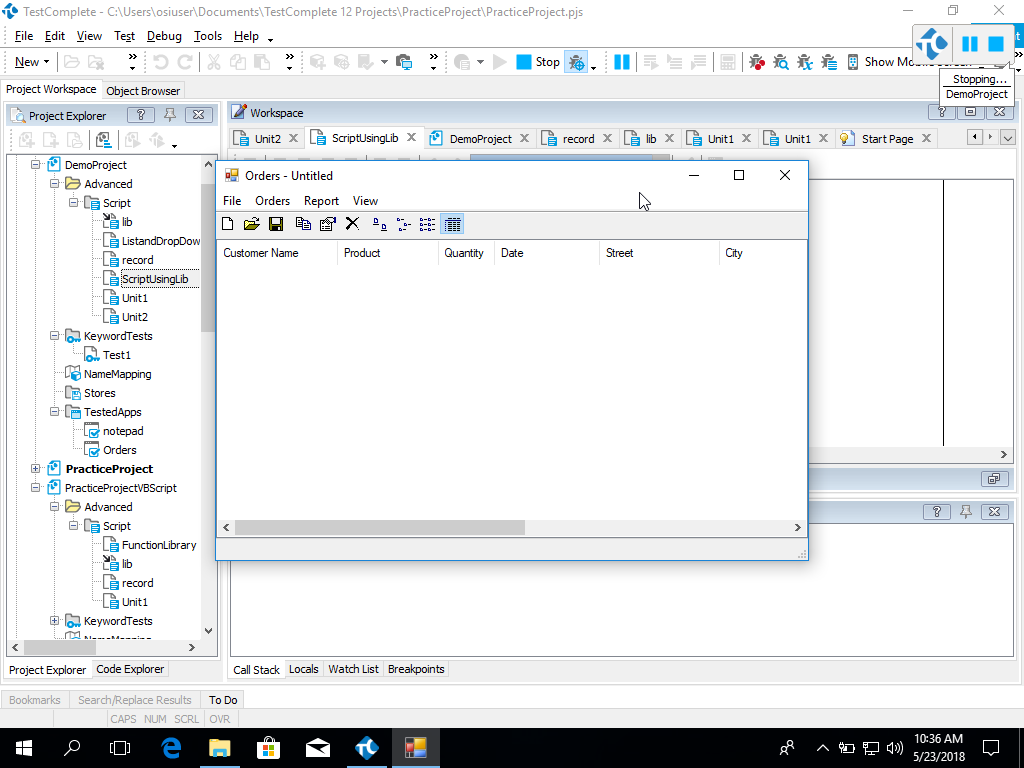 TestComplete - C:\Users\osiuser\Documents\TestComplete 12 Projects\PracticeProject\PracticeProject.pjs
File Edit View Test Debug Tools Help
New Stop
Stopping...
DemoProject
Project Workspace Object Browser
Project Explorer
Workspace
Unit2 ScriptUsingLib DemoProject record lib Unit1 Unit1 Start Page
DemoProject
Advanced
Script
lib
ListandDropDow
record
ScriptUsingLib
Unit1
Unit2
KeywordTests
Test1
NameMapping
Stores
TestedApps
notepad
Orders
PracticeProject
PracticeProjectVBScript
Advanced
Script
FunctionLibrary
lib
record
Unit1
KeywordTests
Orders - Untitled
File Orders Report View
Customer Name Product Quantity Date Street City
Project Explorer Code Explorer
Call Stack Locals Watch List Breakpoints
Bookmarks Search/Replace Results To Do
CAPS NUM SCRL OVR
10:36 AM
5/23/2018